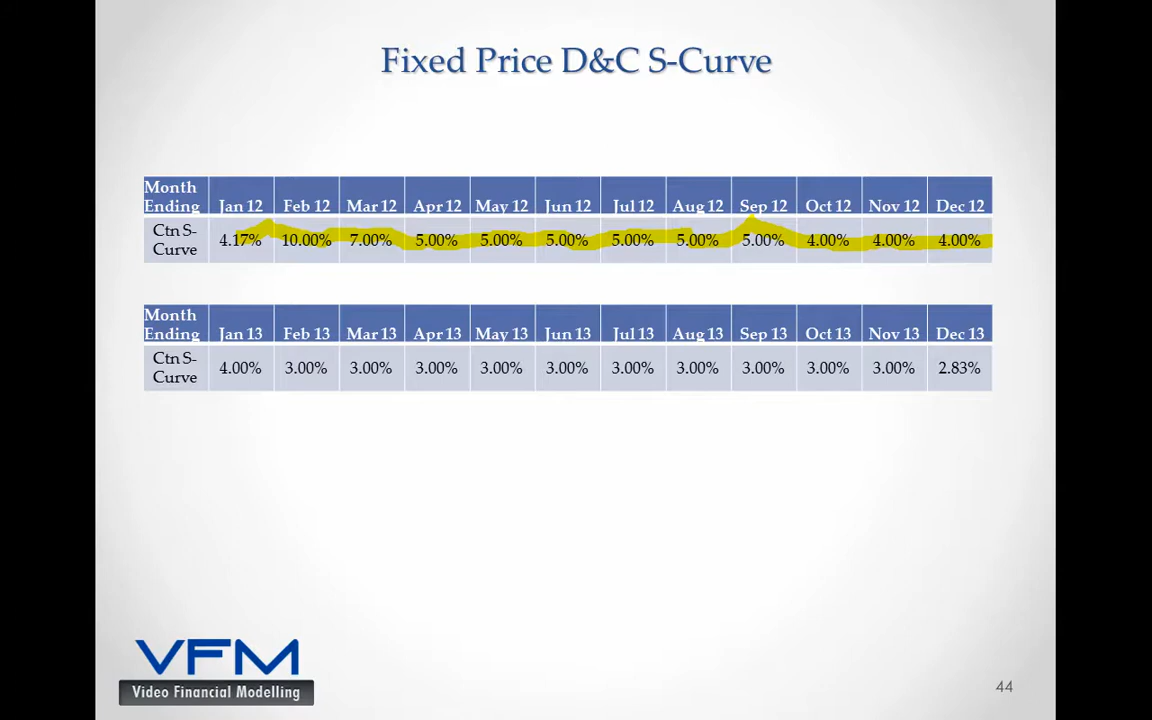 Fixed Price D&C S-Curve
Month Ending Jan 12 Feb 12 Mar 12 Apr 12 May 12 Jun 12 Jul 12 Aug 12 Sep 12 Oct 12 Nov 12 Dec 12
Ctn S-Curve 4.17% 10.00% 7.00% 5.00% 5.00% 5.00% 5.00% 5.00% 5.00% 4.00% 4.00% 4.00%
Month Ending Jan 13 Feb 13 Mar 13 Apr 13 May 13 Jun 13 Jul 13 Aug 13 Sep 13 Oct 13 Nov 13 Dec 13
Ctn S-Curve 4.00% 3.00% 3.00% 3.00% 3.00% 3.00% 3.00% 3.00% 3.00% 3.00% 3.00% 2.83%
VFM
Video Financial Modelling
44